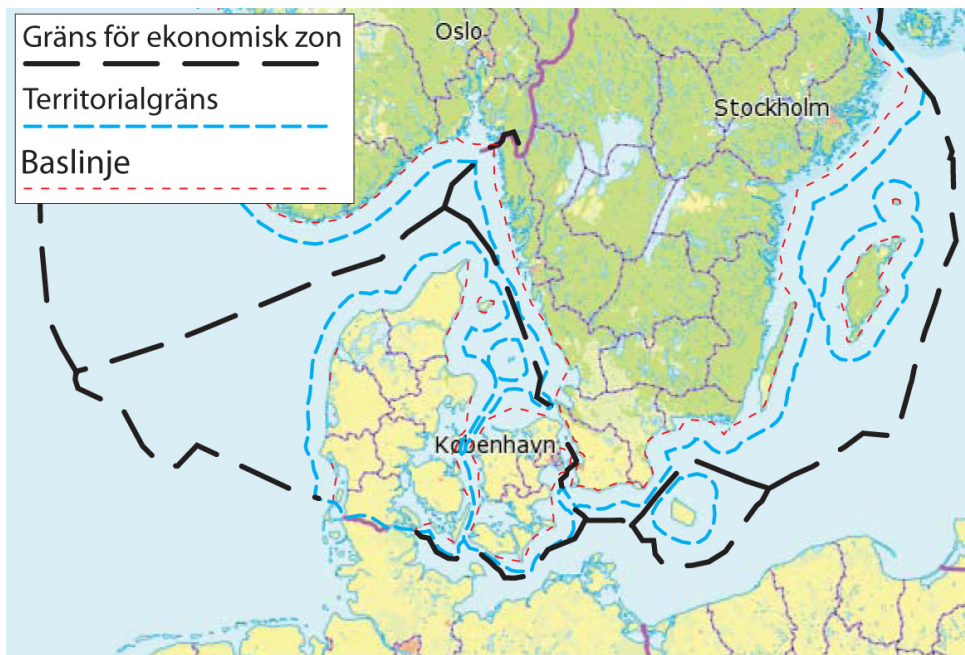 Gräns för ekonomisk zon
Territorialgräns
Baslinje
Oslo
Stockholm
København